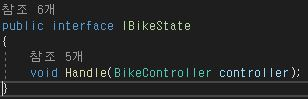 참조 6개
public interface IBikeState
{
참조 5개
void Handle(BikeController controller);
}